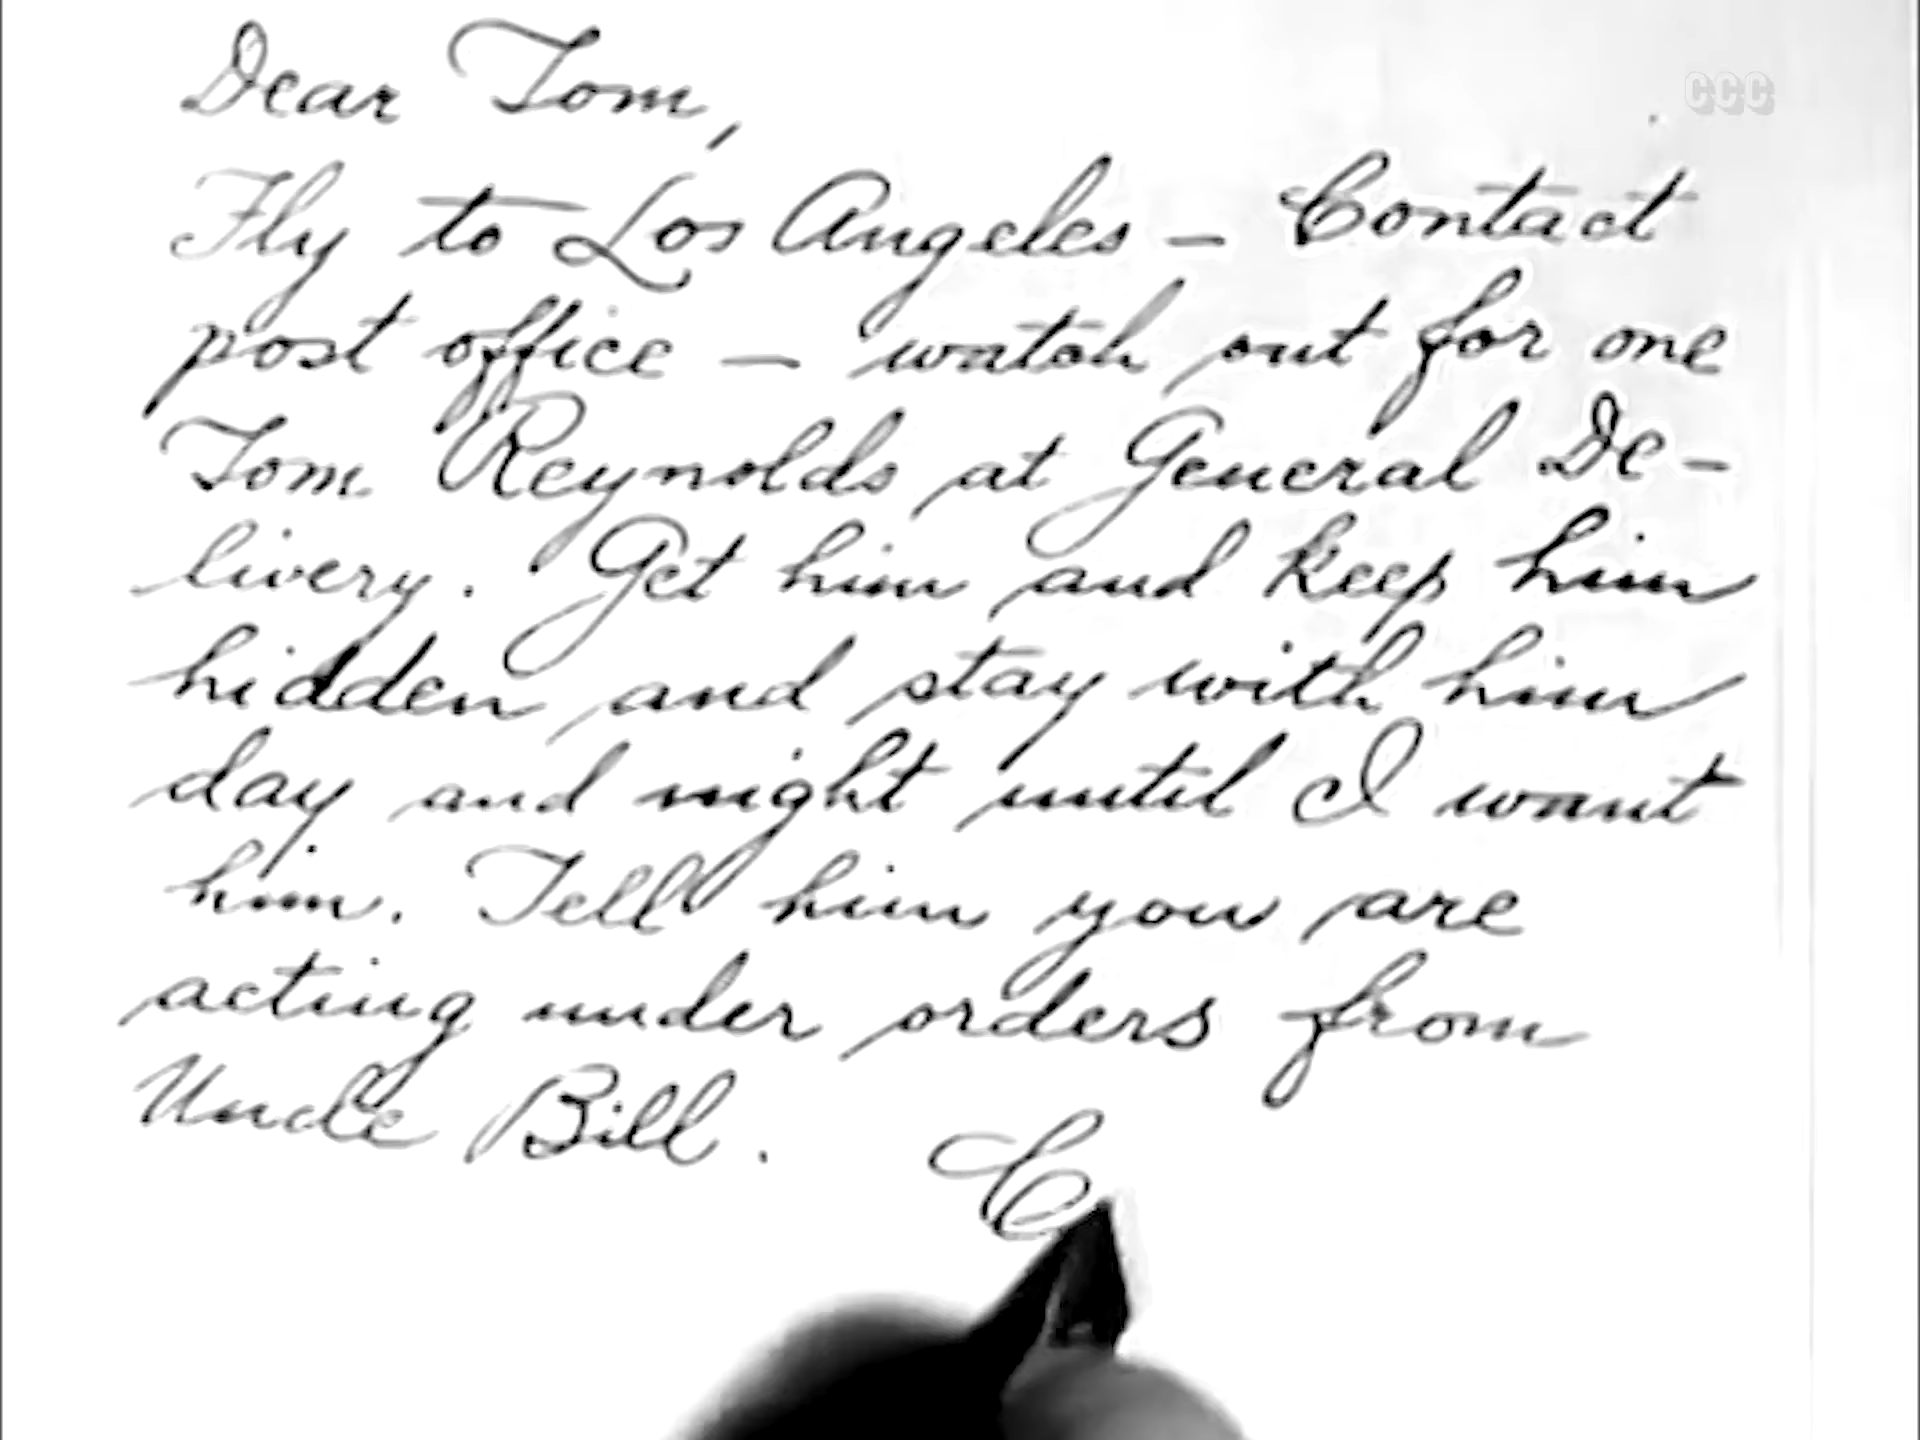 CCC
Dear Tom,
Fly to Los Angeles – Contact
post office – watch out for one
Tom Reynolds at General De-
livery. Get him and keep him
hidden and stay with him
day and night until I want
him. Tell him you are
acting under orders from
Uncle Bill.
C